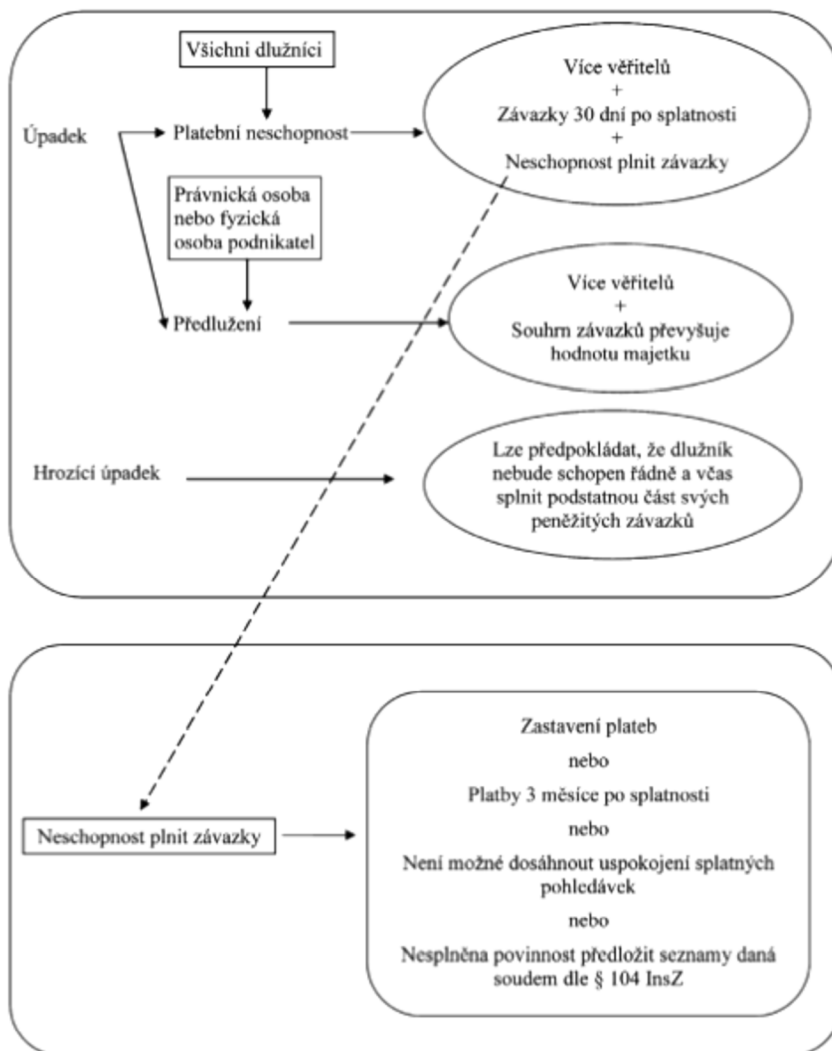 Všichni dlužníci
Více věřitelů
+
Závazky 30 dní po splatnosti
+
Neschopnost plnit závazky
Úpadek
Platební neschopnost
Právnická osoba
nebo fyzická
osoba podnikatel
Předlužení
Více věřitelů
+
Souhrn závazků převyšuje
hodnotu majetku
Hrozící úpadek
Lze předpokládat, že dlužník
nebude schopen řádně a včas
splnit podstatnou část svých
peněžitých závazků
Neschopnost plnit závazky
Zastavení plateb
nebo
Platby 3 měsíce po splatnosti
nebo
Není možné dosáhnout uspokojení splatných
pohledávek
nebo
Nesplněna povinnost předložit seznamy daná
soudem dle § 104 InsZ